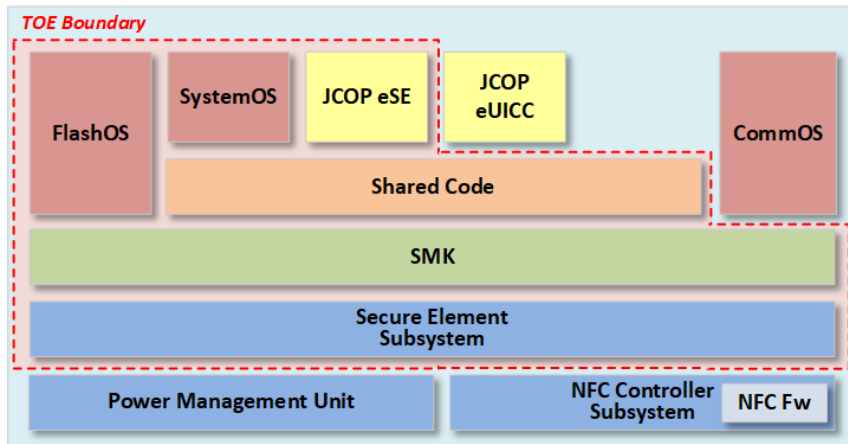 TOE Boundary
FlashOS
SystemOS
JCOP eSE
JCOP
eUICC
CommOS
Shared Code
SMK
Secure Element
Subsystem
Power Management Unit
NFC Controller
Subsystem
NFC Fw